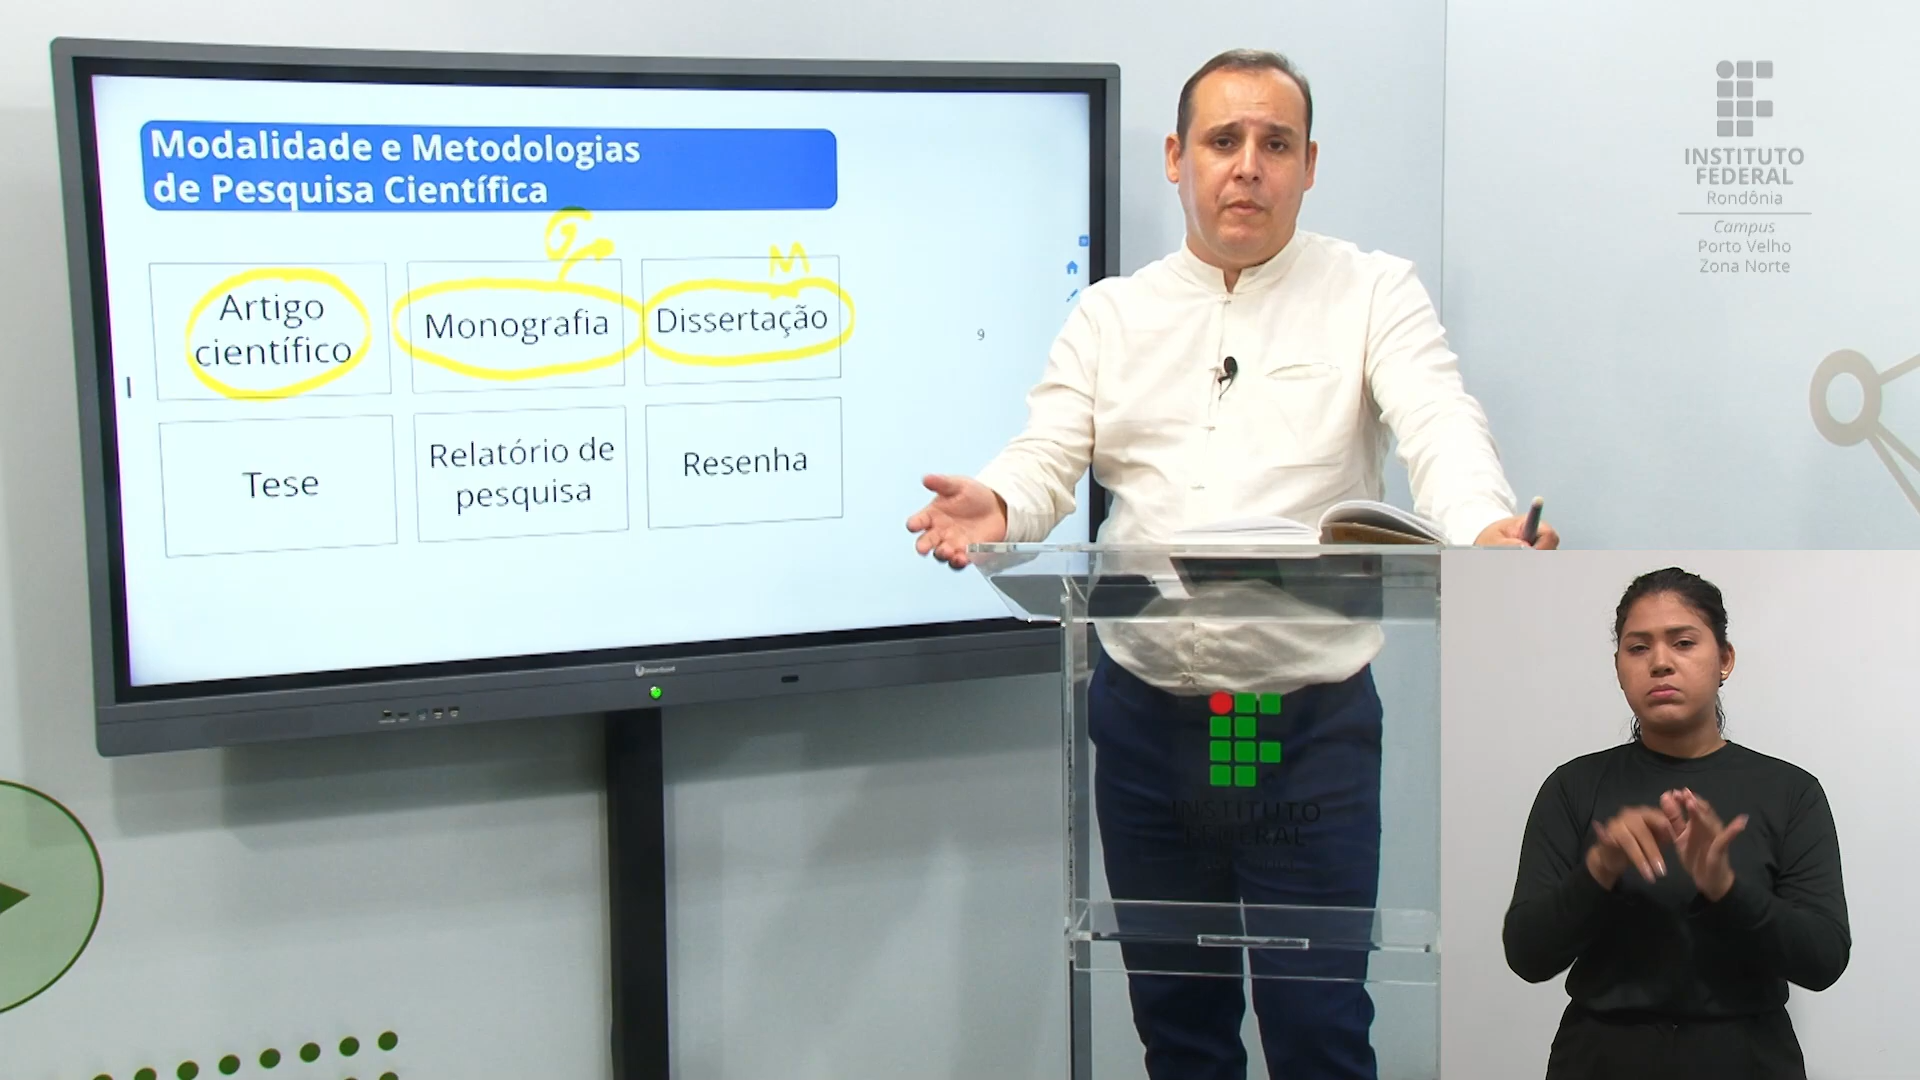 Modalidade e Metodologias
de Pesquisa Científica
G
M
Artigo
científico
Monografia
Dissertação
9
Tese
Relatório de
pesquisa
Resenha
INSTITUTO
FEDERAL
Rondônia
Campus
Porto Velho
Zona Norte
INSTITUTO
FEDERAL